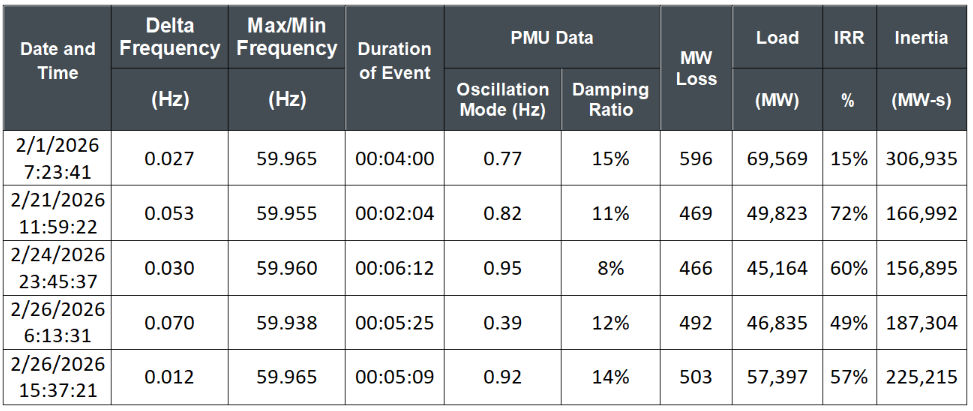 Date and Time | Delta Frequency (Hz) | Max/Min Frequency (Hz) | Duration of Event | PMU Data | MW Loss | Load (MW) | IRR % | Inertia (MW-s)
Oscillation Mode (Hz) | Damping Ratio
2/1/2026 7:23:41 | 0.027 | 59.965 | 00:04:00 | 0.77 | 15% | 596 | 69,569 | 15% | 306,935
2/21/2026 11:59:22 | 0.053 | 59.955 | 00:02:04 | 0.82 | 11% | 469 | 49,823 | 72% | 166,992
2/24/2026 23:45:37 | 0.030 | 59.960 | 00:06:12 | 0.95 | 8% | 466 | 45,164 | 60% | 156,895
2/26/2026 6:13:31 | 0.070 | 59.938 | 00:05:25 | 0.39 | 12% | 492 | 46,835 | 49% | 187,304
2/26/2026 15:37:21 | 0.012 | 59.965 | 00:05:09 | 0.92 | 14% | 503 | 57,397 | 57% | 225,215